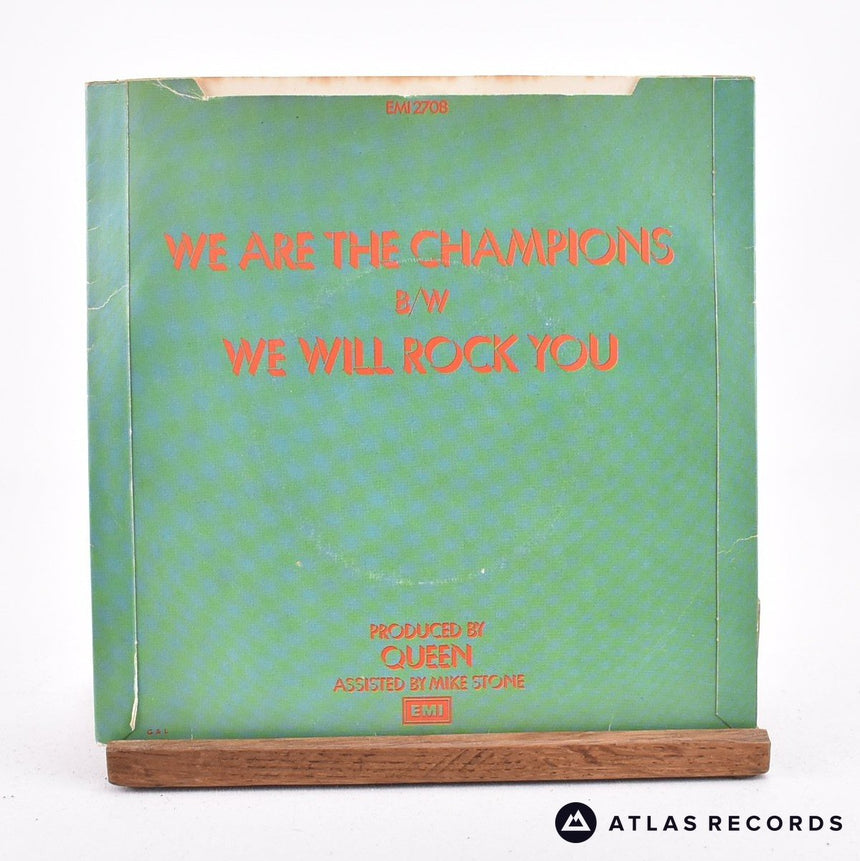 EMI 2708
WE ARE THE CHAMPIONS
B/W
WE WILL ROCK YOU
PRODUCED BY
QUEEN
ASSISTED BY MIKE STONE
EMI
G & L
ATLAS RECORDS